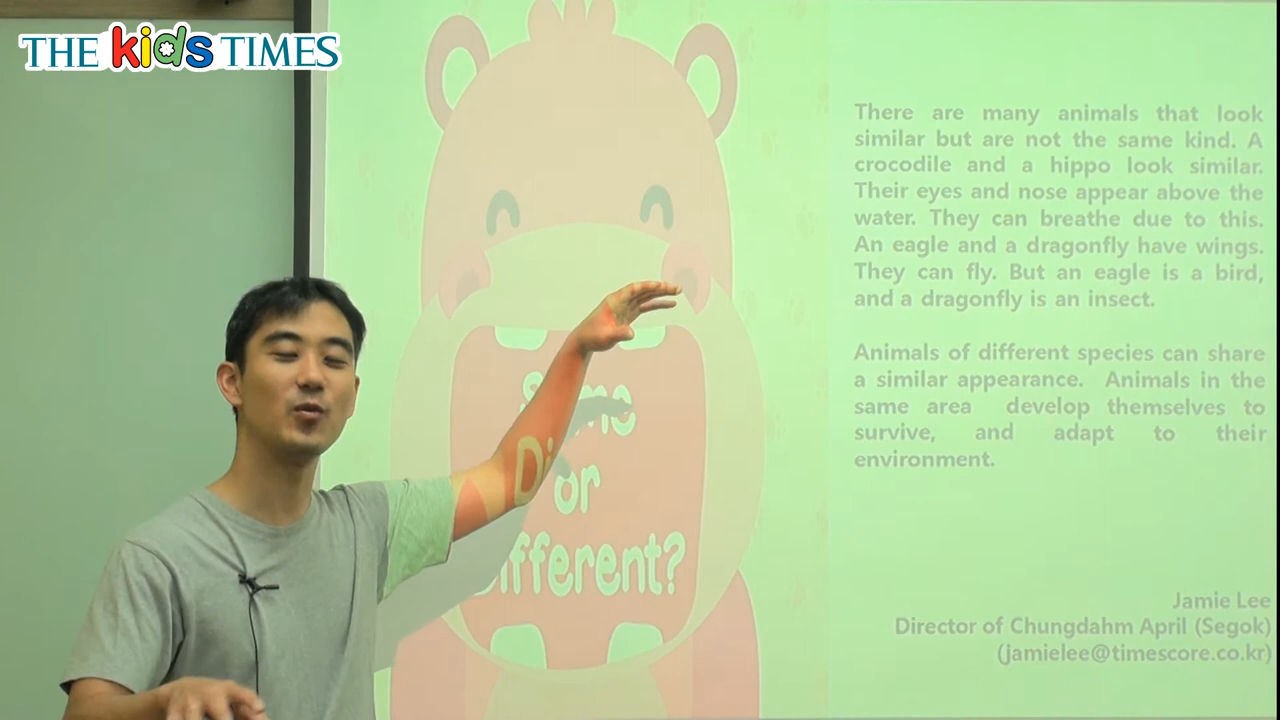 THE kids TIMES
There are many animals that look
similar but are not the same kind. A
crocodile and a hippo look similar.
Their eyes and nose appear above the
water. They can breathe due to this.
An eagle and a dragonfly have wings.
They can fly. But an eagle is a bird,
and a dragonfly is an insect.
Animals of different species can share
a similar appearance. Animals in the
same area develop themselves to
survive, and adapt to their
environment.
or
Different?
Jamie Lee
Director of Chungdahm April (Segok)
(jamielee@timescore.co.kr)